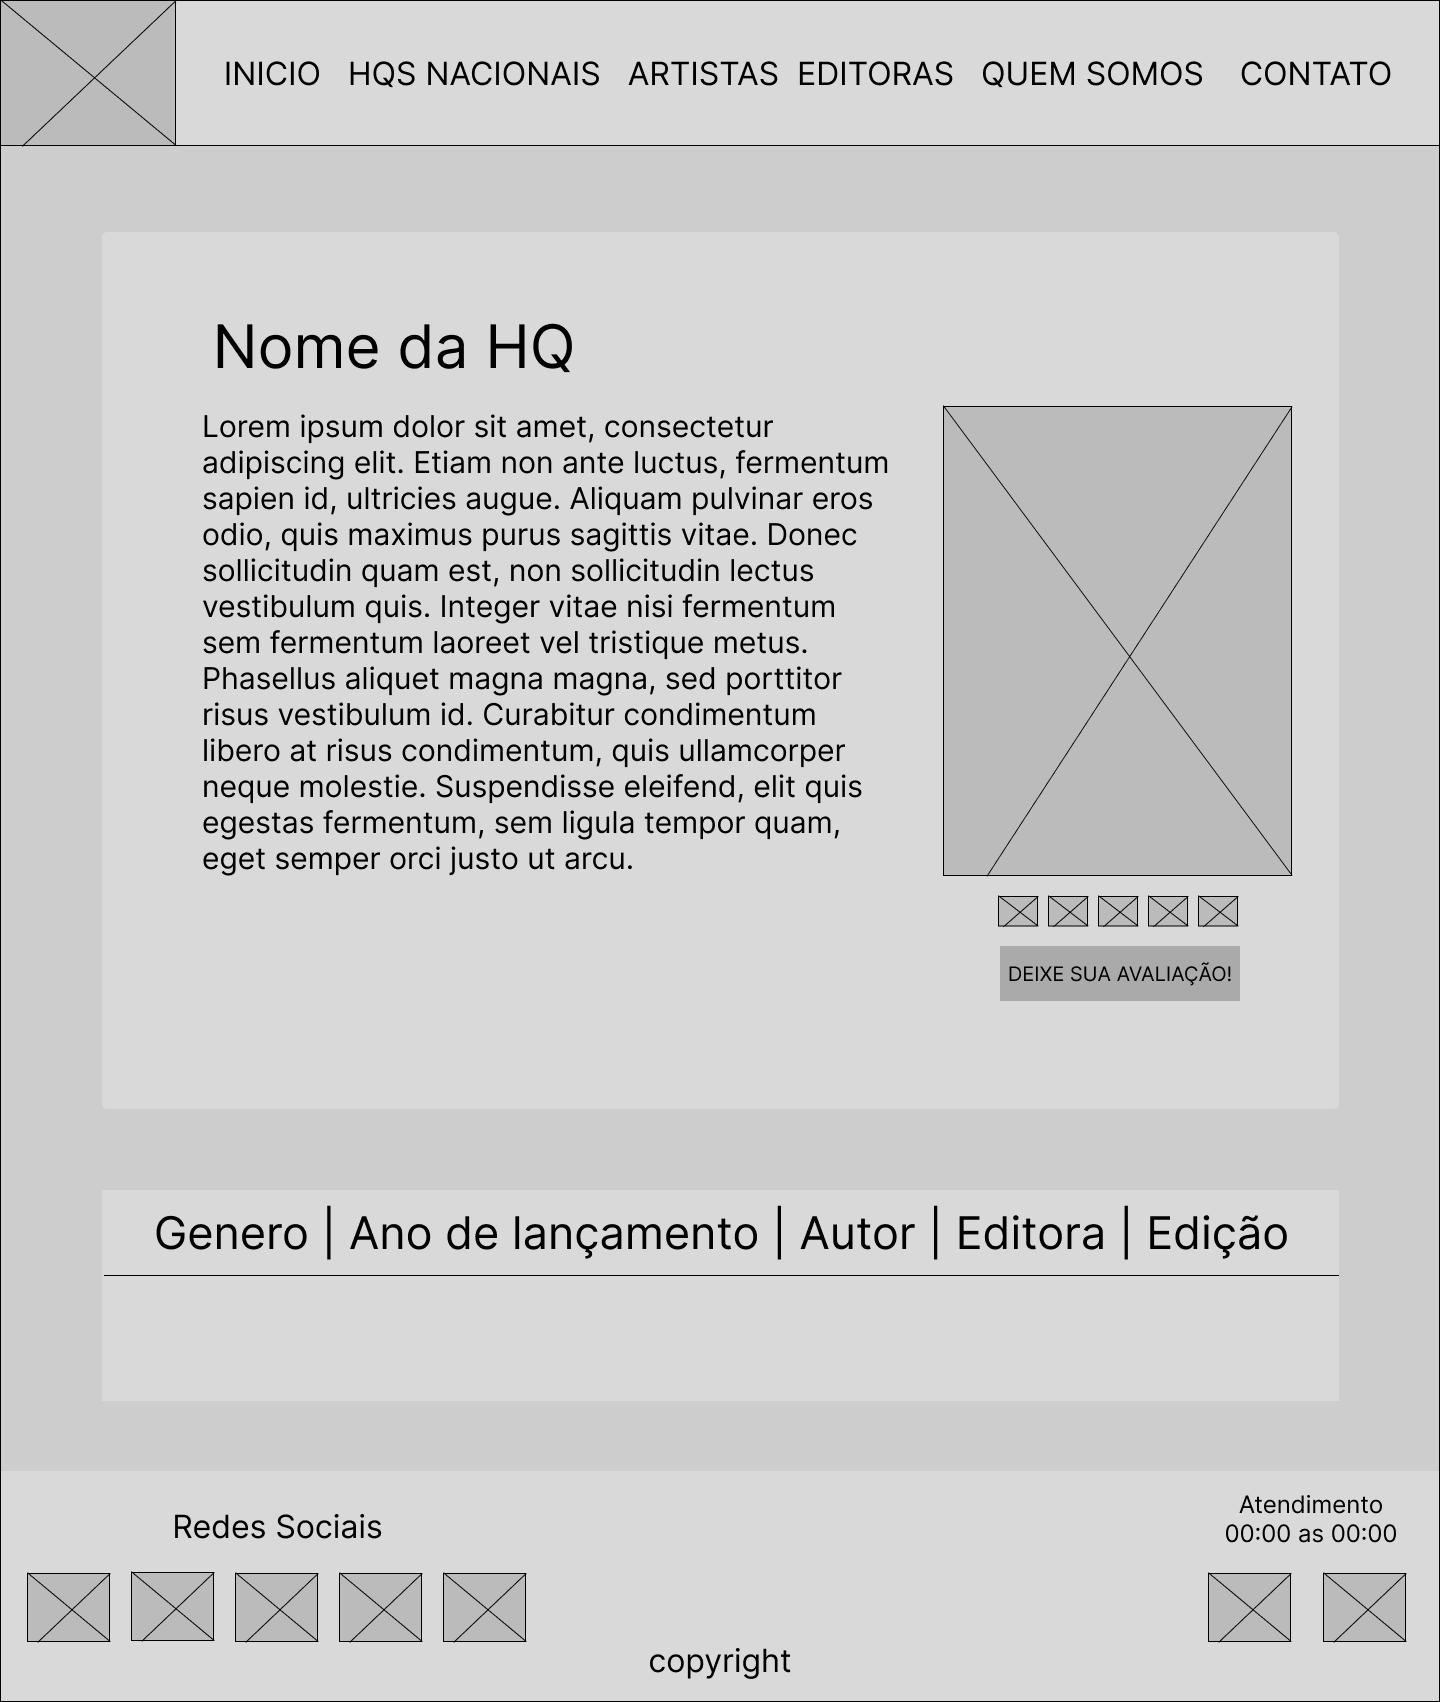 INICIO HQS NACIONAIS ARTISTAS EDITORAS QUEM SOMOS CONTATO
Nome da HQ
Lorem ipsum dolor sit amet, consectetur
adipiscing elit. Etiam non ante luctus, fermentum
sapien id, ultricies augue. Aliquam pulvinar eros
odio, quis maximus purus sagittis vitae. Donec
sollicitudin quam est, non sollicitudin lectus
vestibulum quis. Integer vitae nisi fermentum
sem fermentum laoreet vel tristique metus.
Phasellus aliquet magna magna, sed porttitor
risus vestibulum id. Curabitur condimentum
libero at risus condimentum, quis ullamcorper
neque molestie. Suspendisse eleifend, elit quis
egestas fermentum, sem ligula tempor quam,
eget semper orci justo ut arcu.
DEIXE SUA AVALIAÇÃO!
Genero | Ano de lançamento | Autor | Editora | Edição
Redes Sociais
Atendimento
00:00 as 00:00
copyright